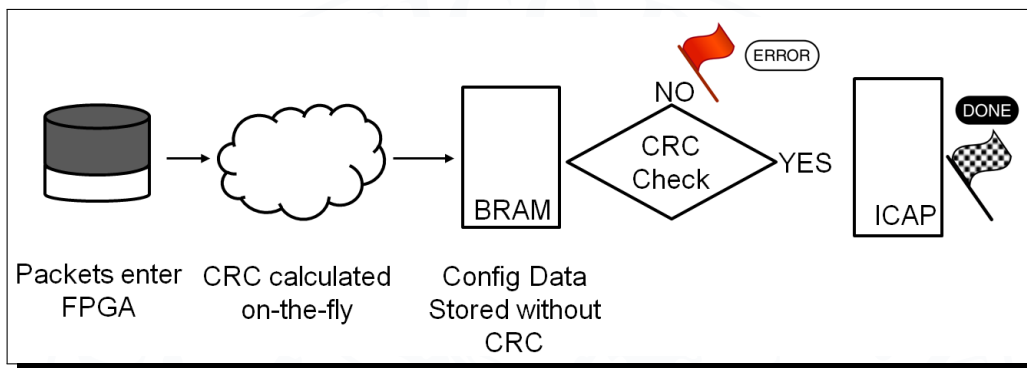 ERROR
NO
DONE
CRC
Check
YES
BRAM
ICAP
Packets enter
FPGA
CRC calculated
on-the-fly
Config Data
Stored without
CRC